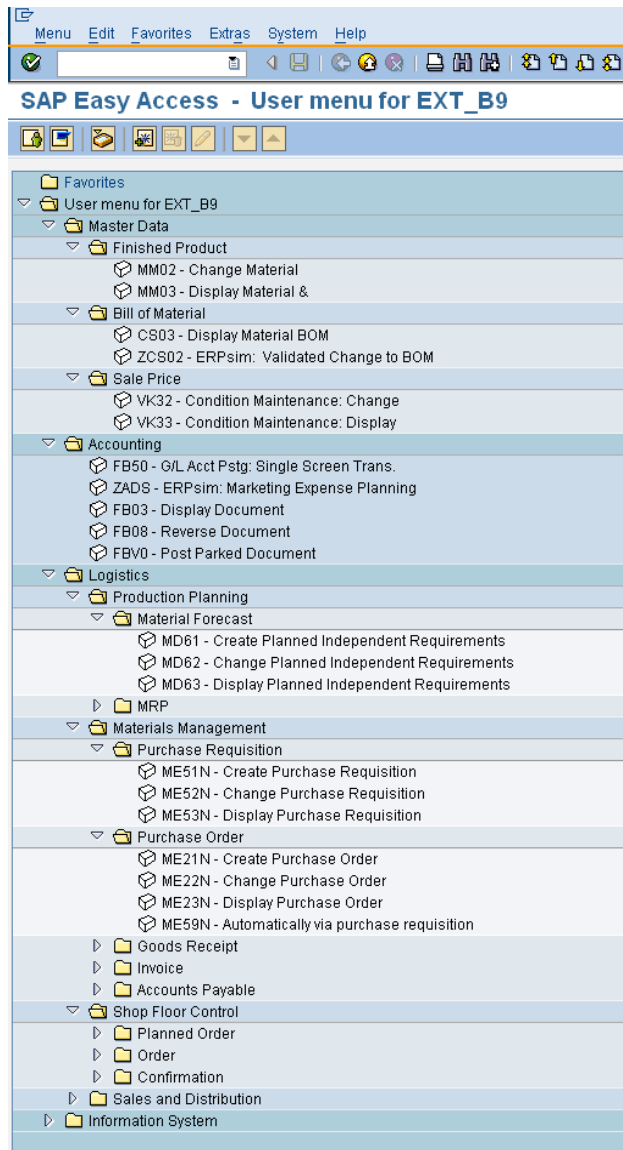 Menu Edit Favorites Extras System Help
SAP Easy Access - User menu for EXT_B9
Favorites
User menu for EXT_B9
Master Data
Finished Product
MM02 - Change Material
MM03 - Display Material &
Bill of Material
CS03 - Display Material BOM
ZCS02 - ERPsim: Validated Change to BOM
Sale Price
VK32 - Condition Maintenance: Change
VK33 - Condition Maintenance: Display
Accounting
FB50 - G/L Acct Pstg: Single Screen Trans.
ZADS - ERPsim: Marketing Expense Planning
FB03 - Display Document
FB08 - Reverse Document
FBV0 - Post Parked Document
Logistics
Production Planning
Material Forecast
MD61 - Create Planned Independent Requirements
MD62 - Change Planned Independent Requirements
MD63 - Display Planned Independent Requirements
MRP
Materials Management
Purchase Requisition
ME51N - Create Purchase Requisition
ME52N - Change Purchase Requisition
ME53N - Display Purchase Requisition
Purchase Order
ME21N - Create Purchase Order
ME22N - Change Purchase Order
ME23N - Display Purchase Order
ME59N - Automatically via purchase requisition
Goods Receipt
Invoice
Accounts Payable
Shop Floor Control
Planned Order
Order
Confirmation
Sales and Distribution
Information System